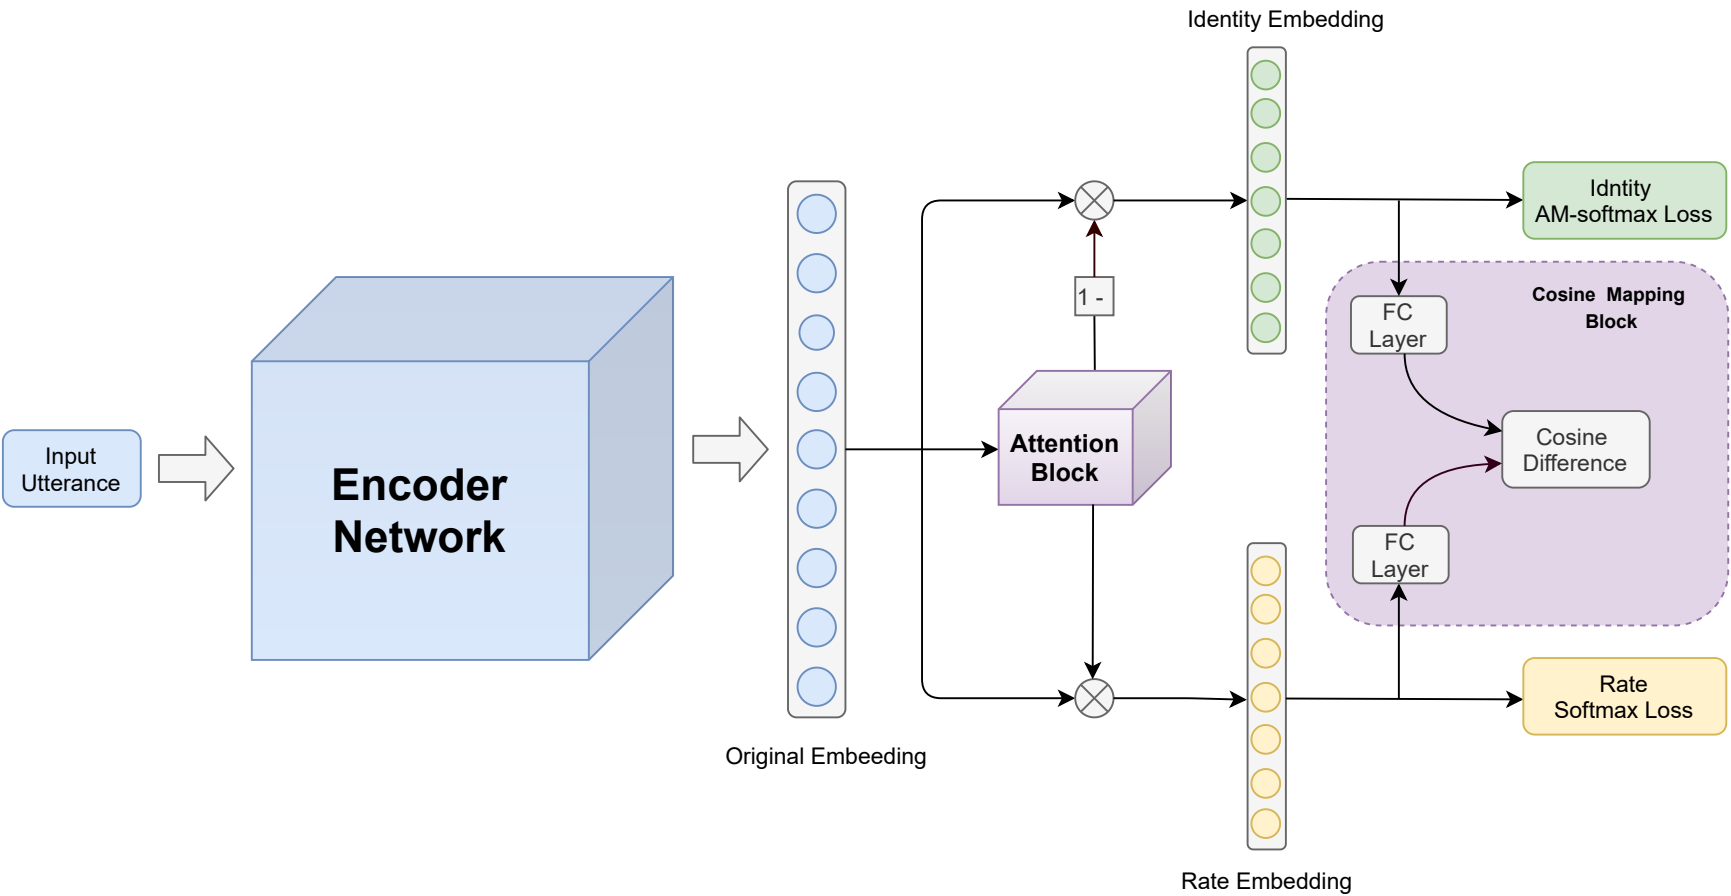 Identity Embedding
Idntity
AM-softmax Loss
1 -
Cosine Mapping
Block
FC
Layer
Attention
Block
Cosine
Difference
Input
Utterance
Encoder
Network
FC
Layer
Rate
Softmax Loss
Original Embeeding
Rate Embedding